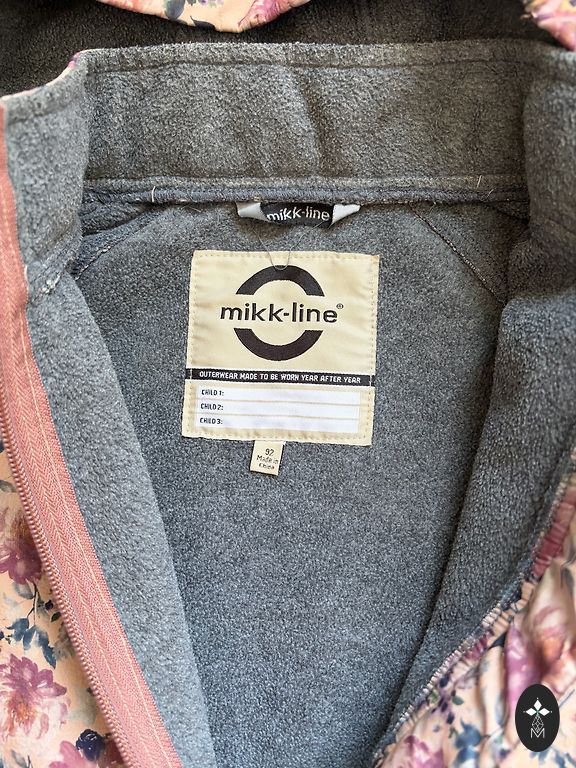 mikk-line
mikk-line®
OUTERWEAR MADE TO BE WORN YEAR AFTER YEAR
CHILD 1:
CHILD 2:
CHILD 3:
92
Made in
China
M